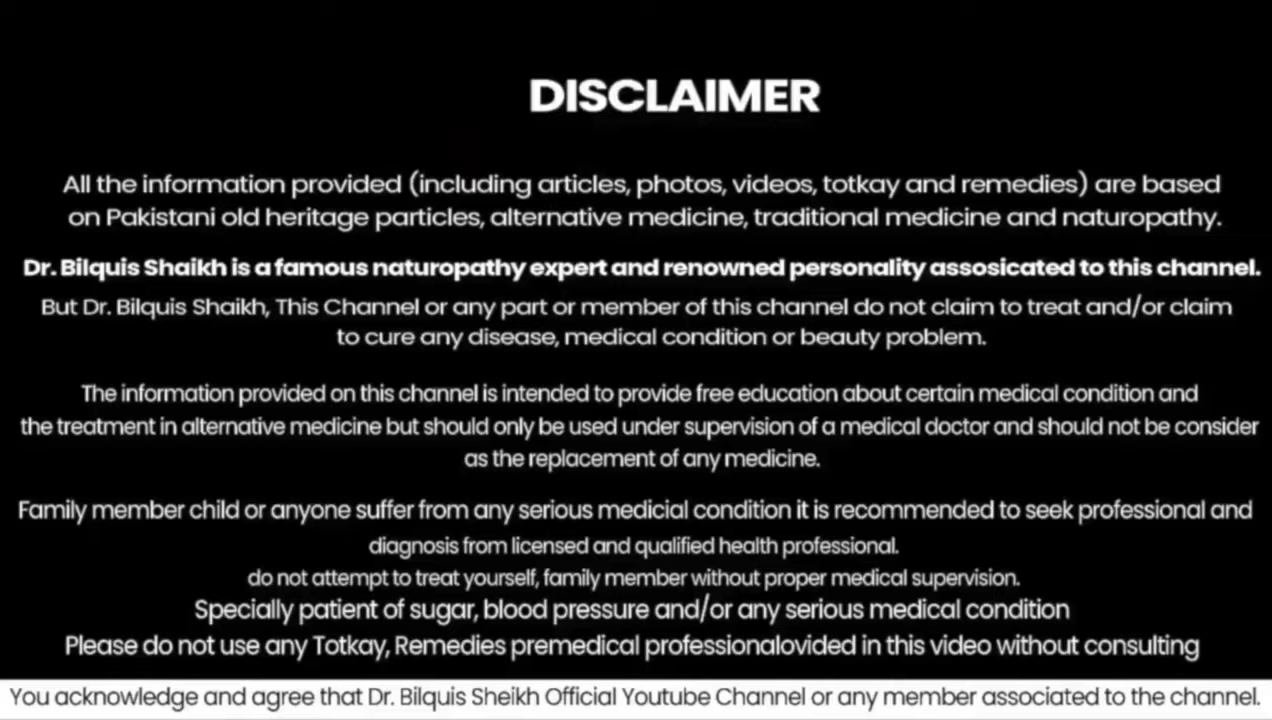 DISCLAIMER
All the information provided (including articles, photos, videos, totkay and remedies) are based
on Pakistani old heritage particles, alternative medicine, traditional medicine and naturopathy.
Dr. Bilquis Shaikh is a famous naturopathy expert and renowned personality assosicated to this channel.
But Dr. Bilquis Shaikh, This Channel or any part or member of this channel do not claim to treat and/or claim
to cure any disease, medical condition or beauty problem.
The information provided on this channel is intended to provide free education about certain medical condition and
the treatment in alternative medicine but should only be used under supervision of a medical doctor and should not be consider
as the replacement of any medicine.
Family member child or anyone suffer from any serious medicial condition it is recommended to seek professional and
diagnosis from licensed and qualified health professional.
do not attempt to treat yourself, family member without proper medical supervision.
Specially patient of sugar, blood pressure and/or any serious medical condition
Please do not use any Totkay, Remedies premedical professionalovided in this video without consulting
You acknowledge and agree that Dr. Bilquis Sheikh Official Youtube Channel or any member associated to the channel.